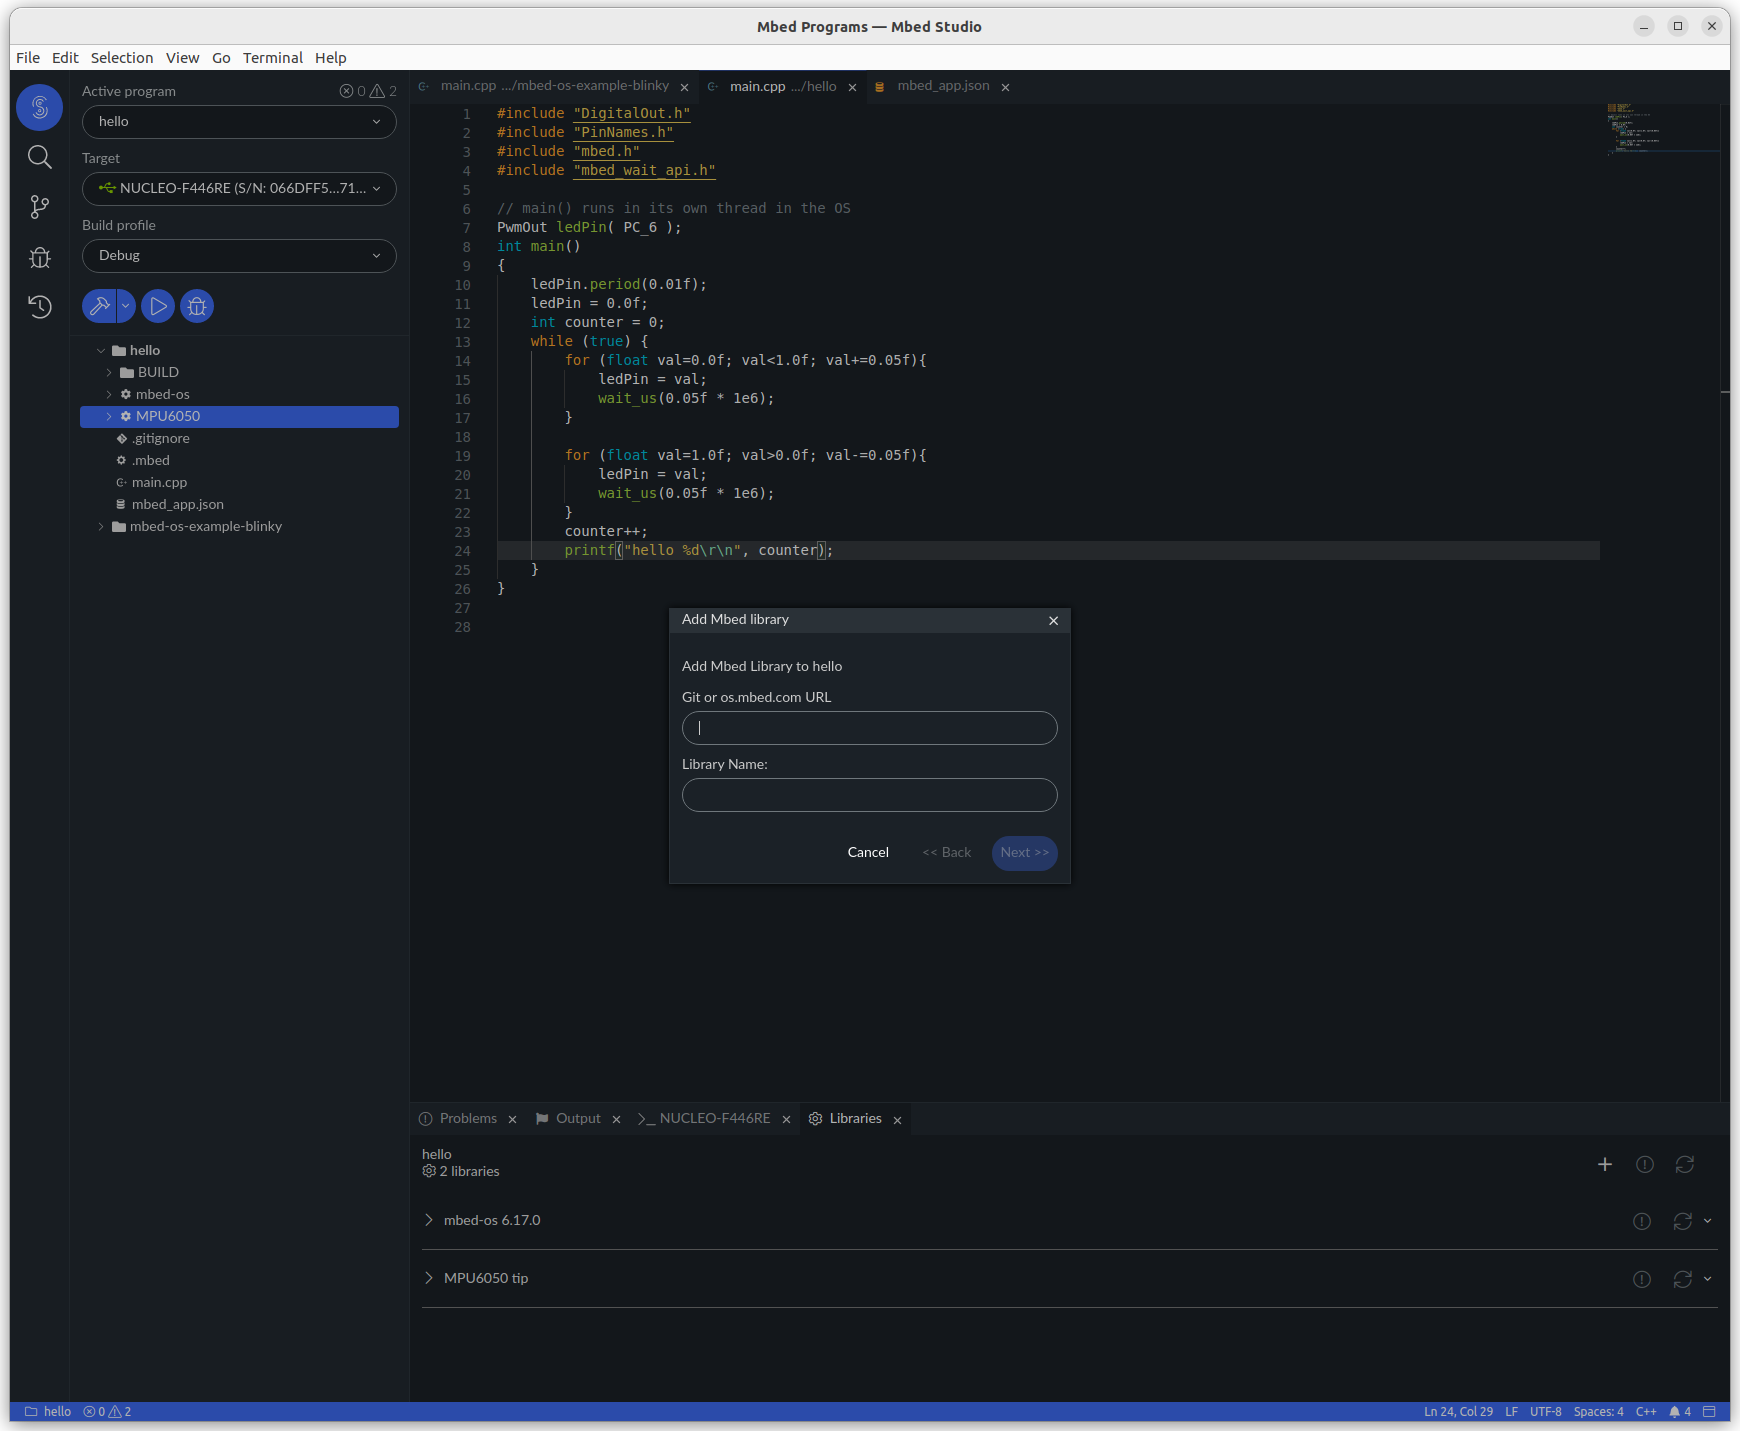 Mbed Programs — Mbed Studio
File Edit Selection View Go Terminal Help
Active program 0 2
hello
Target
NUCLEO-F446RE (S/N: 066DFF5...71...
Build profile
Debug
hello
BUILD
mbed-os
MPU6050
.gitignore
.mbed
main.cpp
mbed_app.json
mbed-os-example-blinky
main.cpp .../mbed-os-example-blinky main.cpp .../hello mbed_app.json
1 #include "DigitalOut.h"
2 #include "PinNames.h"
3 #include "mbed.h"
4 #include "mbed_wait_api.h"
5
6 // main() runs in its own thread in the OS
7 PwmOut ledPin( PC_6 );
8 int main()
9 {
10 ledPin.period(0.01f);
11 ledPin = 0.0f;
12 int counter = 0;
13 while (true) {
14 for (float val=0.0f; val<1.0f; val+=0.05f){
15 ledPin = val;
16 wait_us(0.05f * 1e6);
17 }
18
19 for (float val=1.0f; val>0.0f; val-=0.05f){
20 ledPin = val;
21 wait_us(0.05f * 1e6);
22 }
23 counter++;
24 printf("hello %d\r\n", counter);
25 }
26 }
27
28
Add Mbed library
Add Mbed Library to hello
Git or os.mbed.com URL
Library Name:
Cancel << Back Next >>
Problems Output NUCLEO-F446RE Libraries
hello
2 libraries
mbed-os 6.17.0
MPU6050 tip
hello 0 2 Ln 24, Col 29 LF UTF-8 Spaces: 4 C++ 4